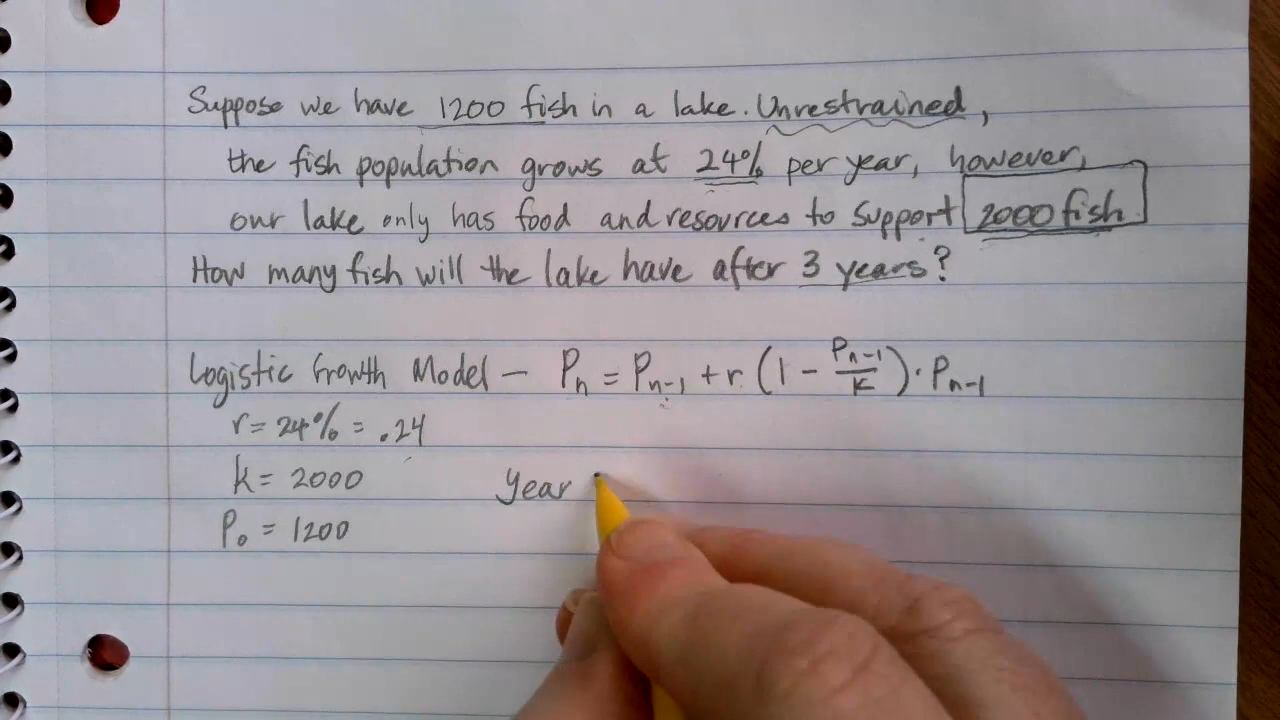 Suppose we have 1200 fish in a lake. Unrestrained,
the fish population grows at 24% per year, however,
our lake only has food and resources to support 2000 fish.
How many fish will the lake have after 3 years?
Logistic Growth Model – Pn = Pn-1 + r (1 - Pn-1/K) · Pn-1
r = 24% = .24
k = 2000
Year
P0 = 1200